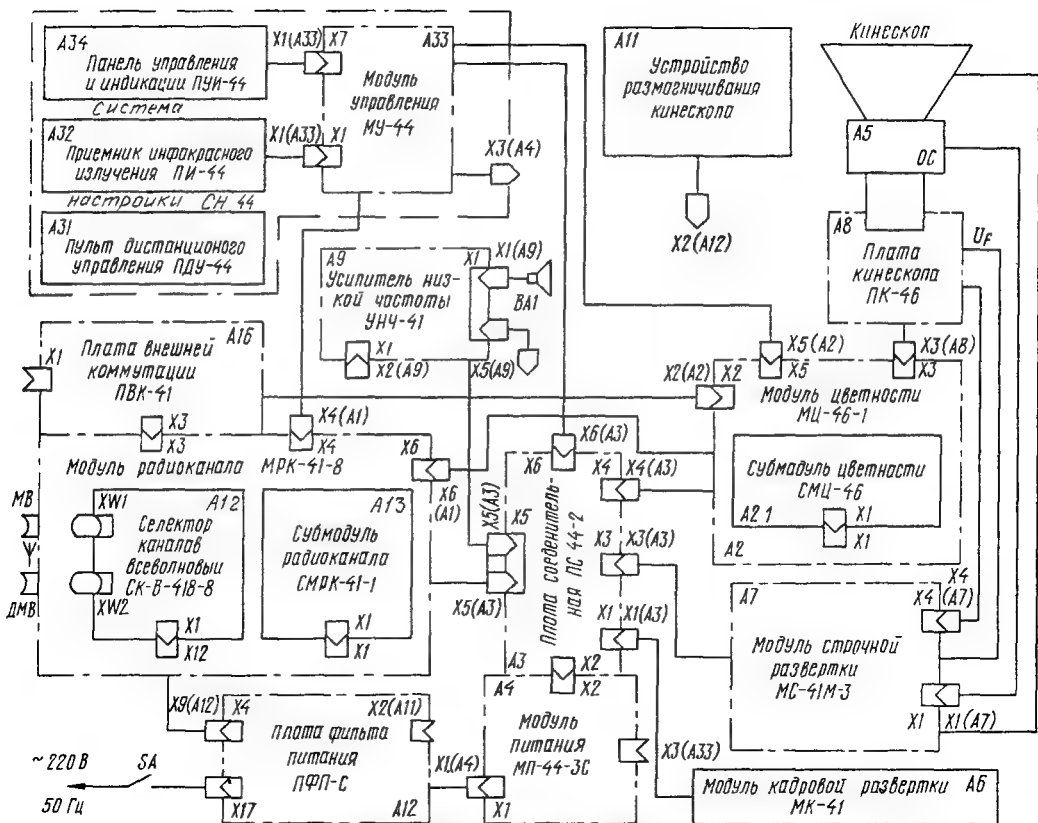 А34
Панель управления
и индикации ПУИ-44
Х1(А33)
Х7
А33
Модуль
управления
МУ-44
Система
А32
Приемник инфакрасного
излучения ПИ-44
Х1(А33)
Х1
Х3(А4)
настройки СН 44
А31
Пульт дистанционого
управления ПДУ-44
А11
Устройство
размогничивания
кинескопа
Х2(А12)
Кинескоп
А5
ОС
А8
Плата
кинескопа
ПК-46
UF
А9
Усилитель низ-
кой частоты
УНЧ-41
Х1
Х1(А9)
ВА1
Х1
Х2(А9)
Х5(А9)
Х1
А16
Плата внешней
коммутации
ПВК-41
Х3
Х3
Х4(А1)
Х4
Модуль радиоканала
МРК-41-8
Х6
Х6
(А1)
МВ
ДМВ
XW1
XW2
А12
Селектор
каналов
всеволновый
СК-В-418-8
Х1
Х12
А13
Субмодуль
радиоканала
СМРК-41-1
Х1
Х1
Х5(А3)
Х5
Х5(А3)
Х6
Х6(А3)
Х4
Х4(А3)
Х3
Х3(А3)
Х1
Х1(А3)
Плата соеденитель-
ная ПС 44-2
А3
Х2
Х2
Х2(А2)
Х2
Х5(А2)
Х5
Х3(А8)
Х3
Модуль цветности
МЦ-46-1
Субмадуль цветности
СМЦ-46
А2 1
Х1
Х1
А2
А7
Х4
Х4
(А7)
Модуль строчной
развертки
МС-41М-3
Х1
Х1(А7)
Х9(А12)
Х4
Х2(А11)
Плата фильта
питания
ПФП-С
Х17
А12
~ 220 В
50 Гц
SA
Х1(А4)
А4
Модуль
питания
МП-44-3С
Х1
Х3(А33)
Модуль кадровой развертки
МК-41
А6